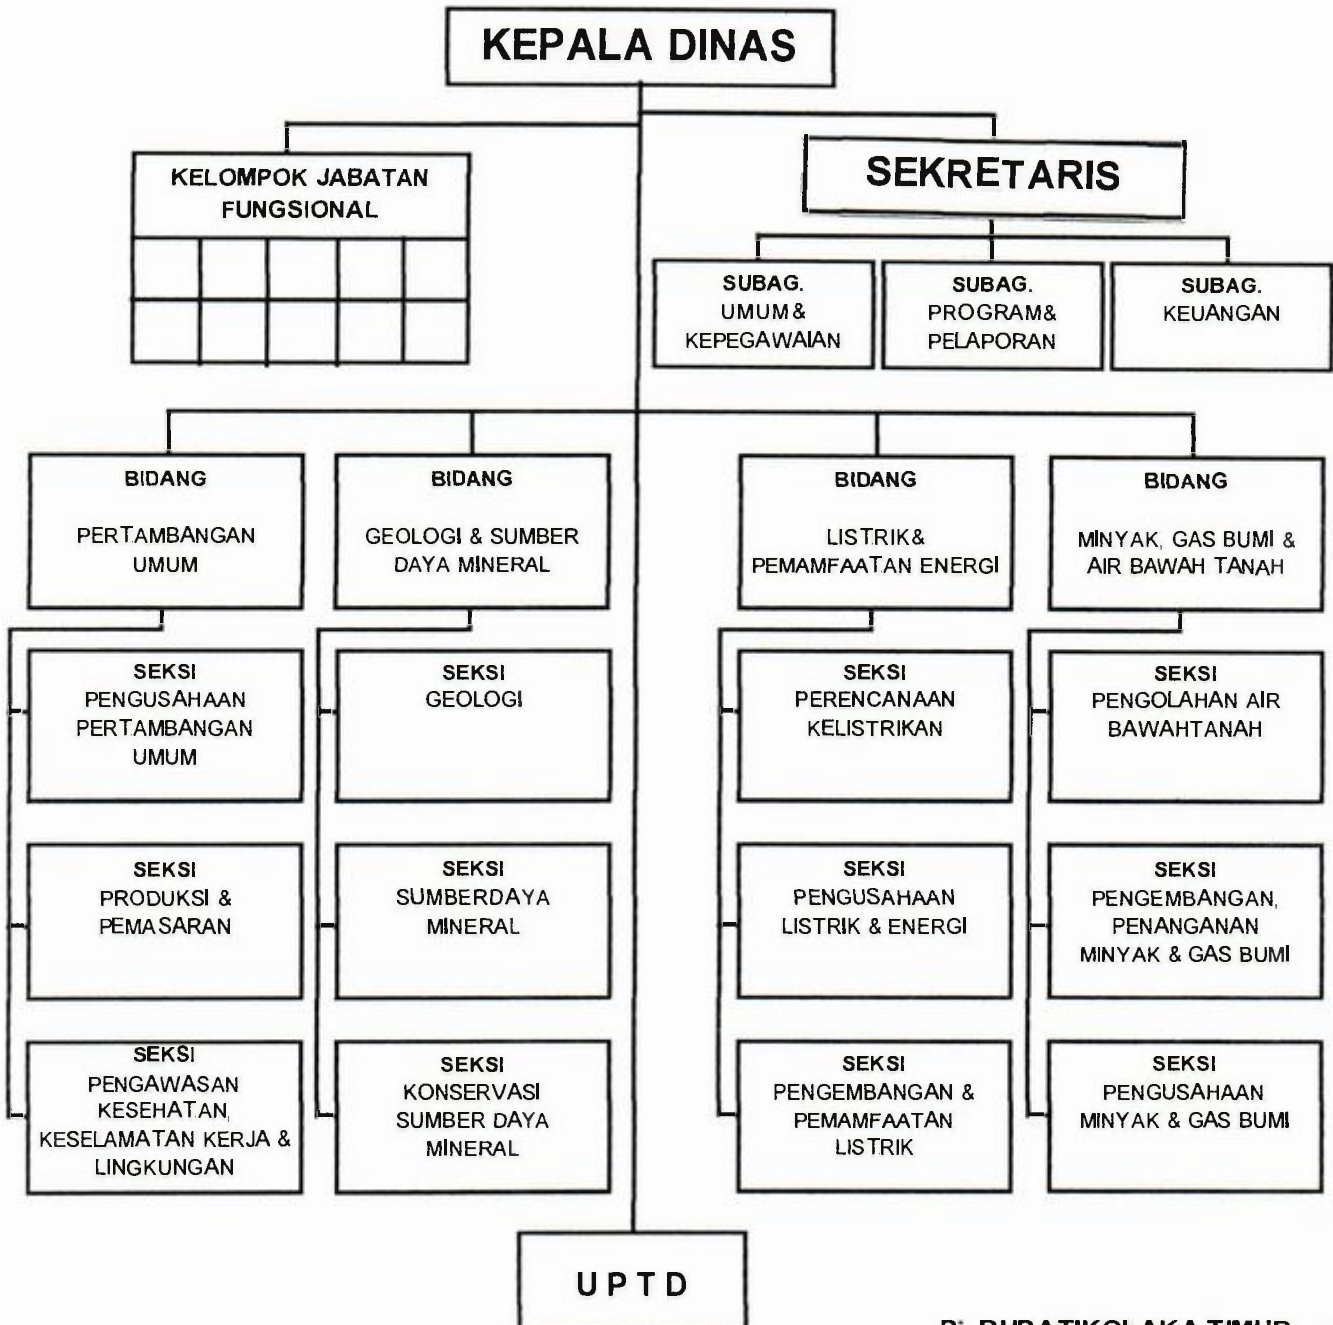 KEPALA DINAS
KELOMPOK JABATAN
FUNGSIONAL
SEKRETARIS
SUBAG.
UMUM &
KEPEGAWAIAN
SUBAG.
PROGRAM &
PELAPORAN
SUBAG.
KEUANGAN
BIDANG
PERTAMBANGAN
UMUM
BIDANG
GEOLOGI & SUMBER
DAYA MINERAL
BIDANG
LISTRIK &
PEMAMFAATAN ENERGI
BIDANG
MINYAK, GAS BUMI &
AIR BAWAH TANAH
SEKSI
PENGUSAHAAN
PERTAMBANGAN
UMUM
SEKSI
GEOLOGI
SEKSI
PERENCANAAN
KELISTRIKAN
SEKSI
PENGOLAHAN AIR
BAWAHTANAH
SEKSI
PRODUKSI &
PEMASARAN
SEKSI
SUMBERDAYA
MINERAL
SEKSI
PENGUSAHAAN
LISTRIK & ENERGI
SEKSI
PENGEMBANGAN,
PENANGANAN
MINYAK & GAS BUMI
SEKSI
PENGAWASAN
KESEHATAN,
KESELAMATAN KERJA &
LINGKUNGAN
SEKSI
KONSERVASI
SUMBER DAYA
MINERAL
SEKSI
PENGEMBANGAN &
PEMAMFAATAN
LISTRIK
SEKSI
PENGUSAHAAN
MINYAK & GAS BUMI
U P T D
BUPATI KOLAKA TIMUR